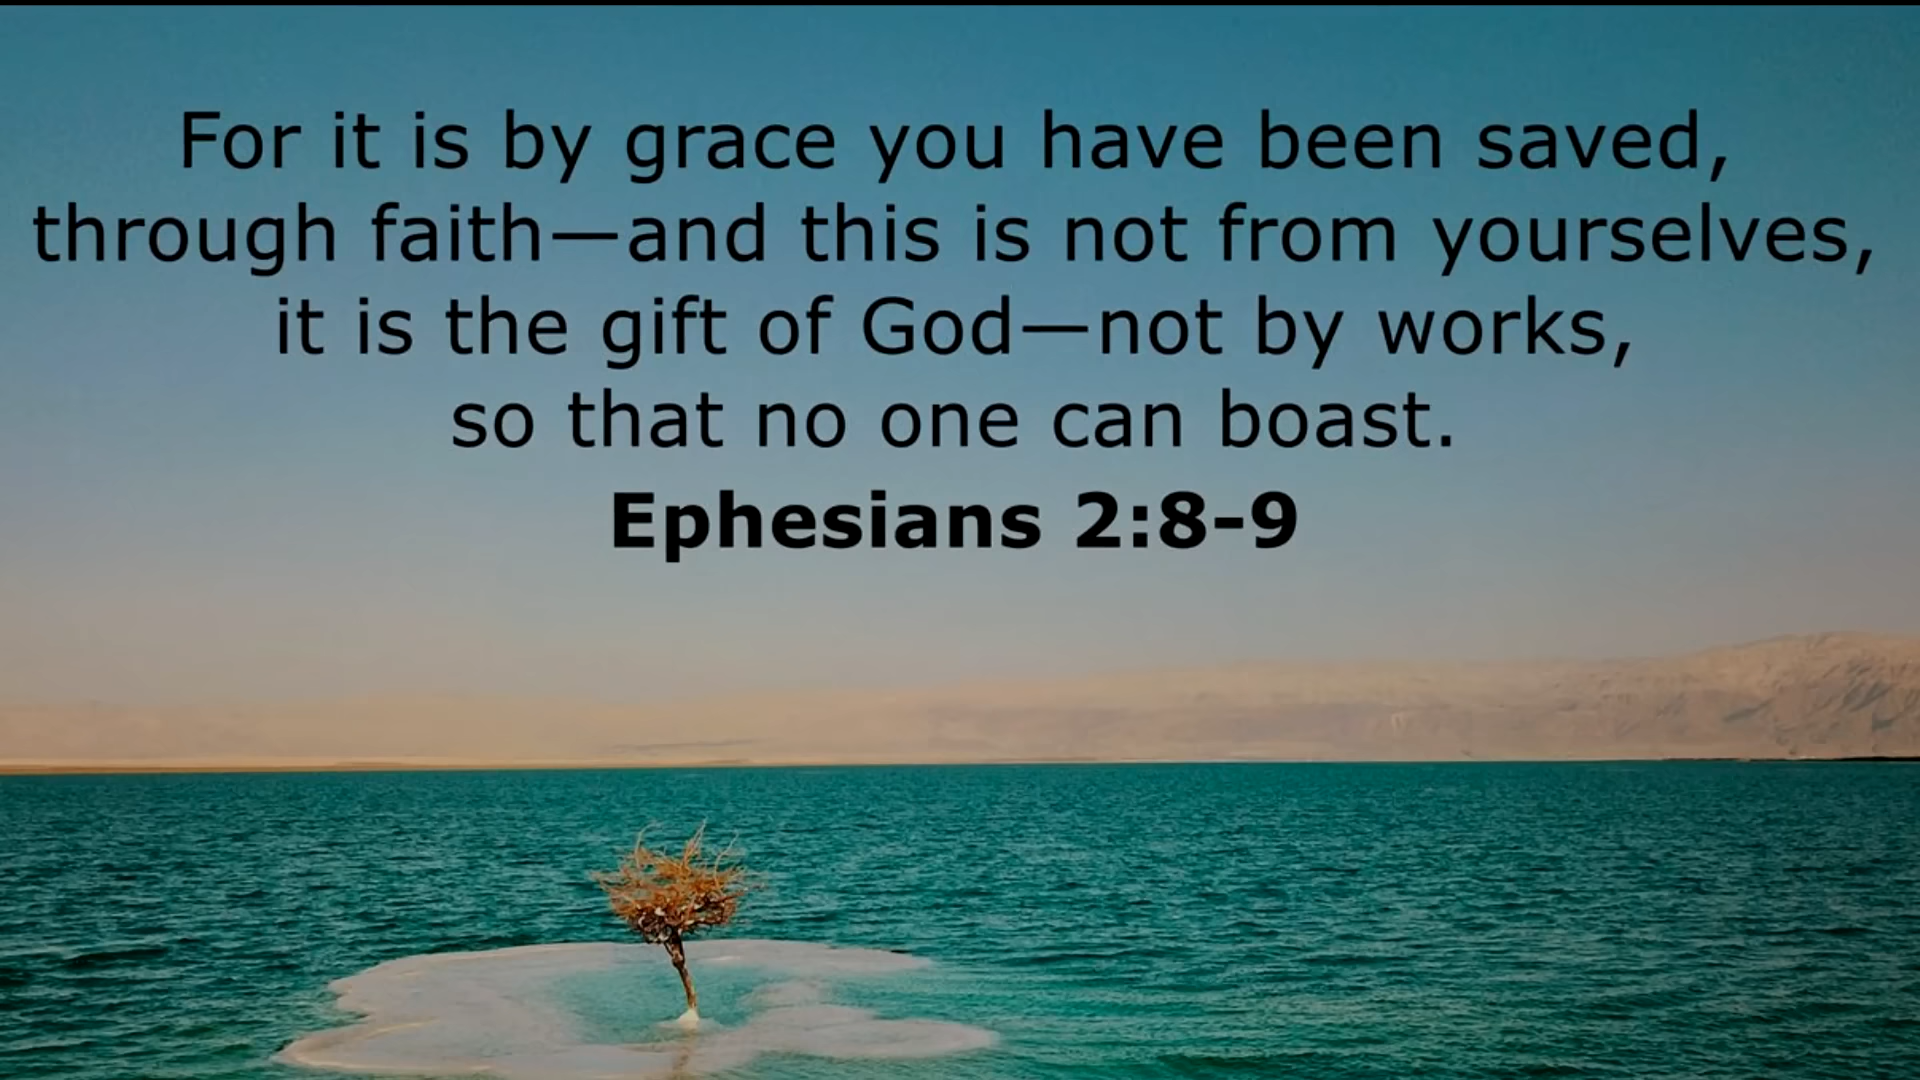 For it is by grace you have been saved,
through faith—and this is not from yourselves,
it is the gift of God—not by works,
so that no one can boast.
Ephesians 2:8-9